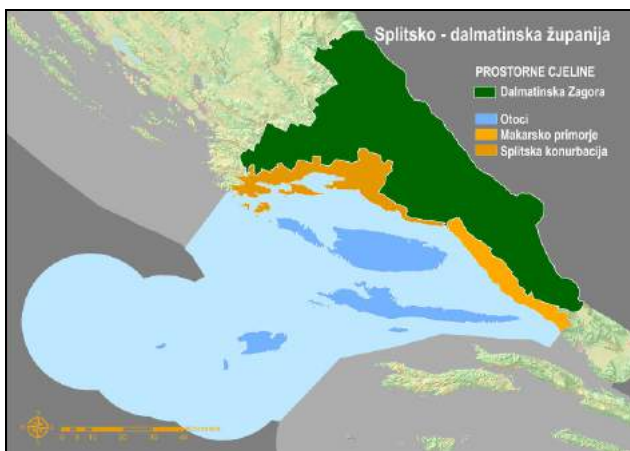 Splitsko - dalmatinska županija
PROSTORNE CJELINE
Dalmatinska Zagora
Otoci
Makarsko primorje
Splitska konurbacija